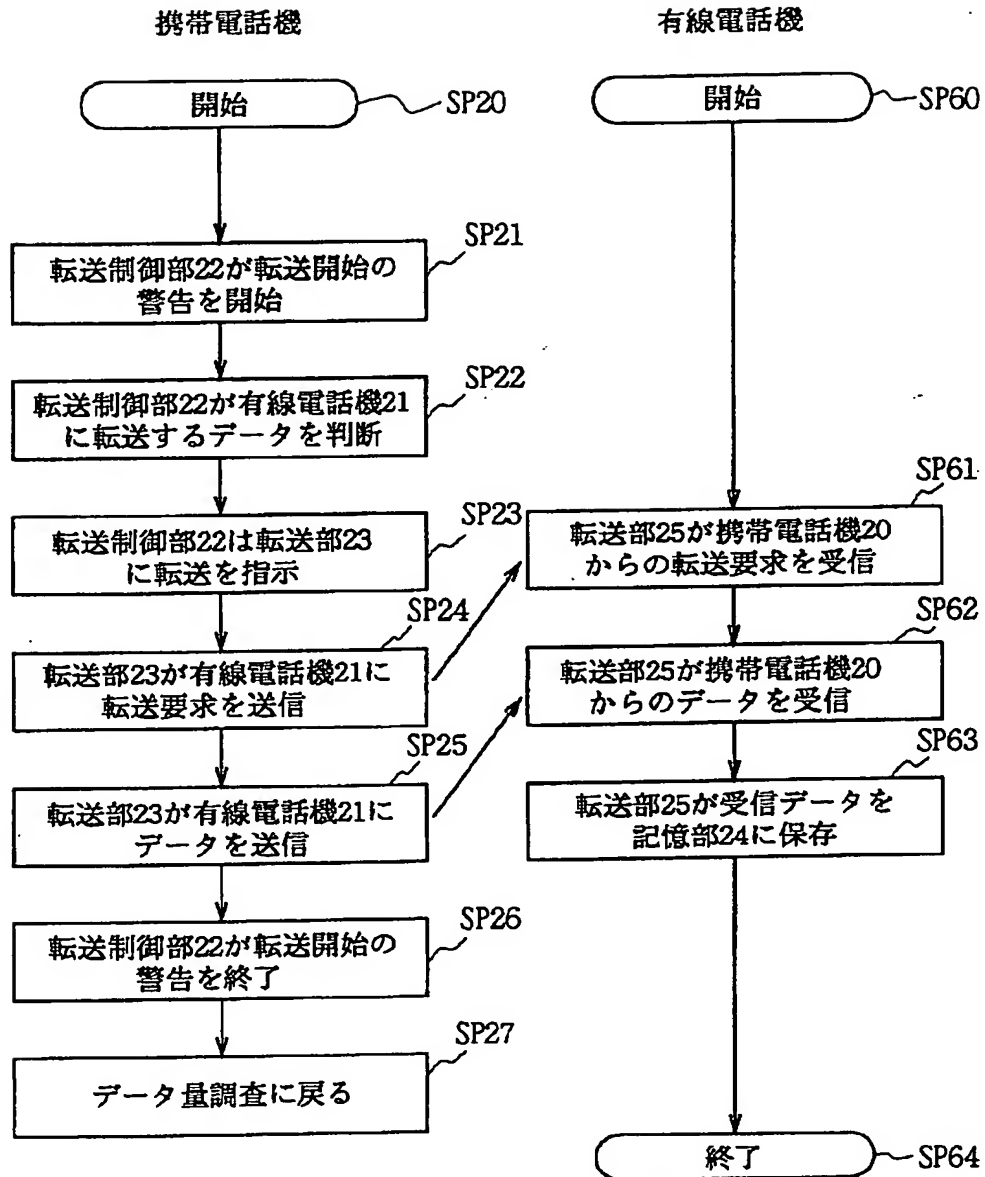 携帯電話機
有線電話機
開始
SP20
開始
SP60
SP21
転送制御部22が転送開始の
警告を開始
SP22
転送制御部22が有線電話機21
に転送するデータを判断
SP23
転送制御部22は転送部23
に転送を指示
SP61
転送部25が携帯電話機20
からの転送要求を受信
SP24
転送部23が有線電話機21に
転送要求を送信
SP62
転送部25が携帯電話機20
からのデータを受信
SP25
転送部23が有線電話機21に
データを送信
SP63
転送部25が受信データを
記憶部24に保存
SP26
転送制御部22が転送開始の
警告を終了
SP27
データ量調査に戻る
終了
SP64